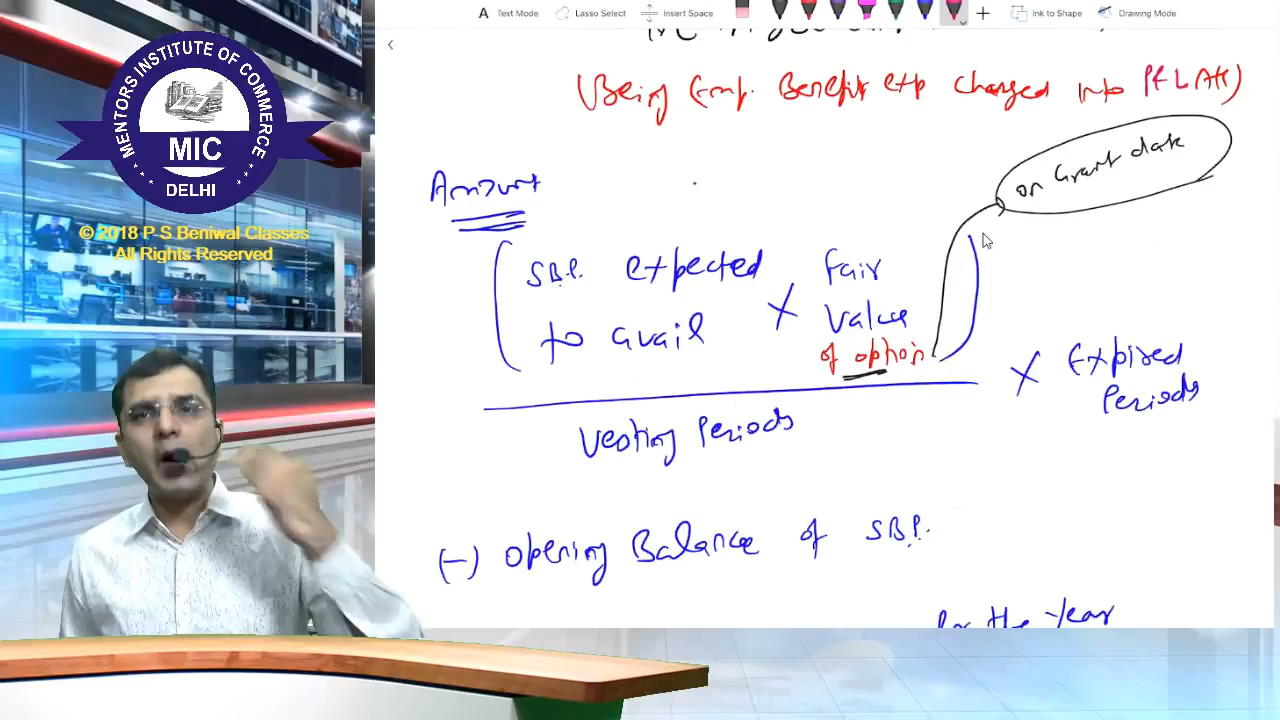 Text Mode Lasso Select Insert Space Ink to Shape Drawing Mode
MENTORS INSTITUTE OF COMMERCE
MIC
DELHI
© 2018 P S Beniwal Classes
All Rights Reserved
(Being Emp. Benefit exp charged into
on Grant date
Amount
SBP. expected
to avail
×
Fair
Value
of option
Vesting Periods
× Expired
Periods
(-) Opening Balance of S.B.P.
for the year